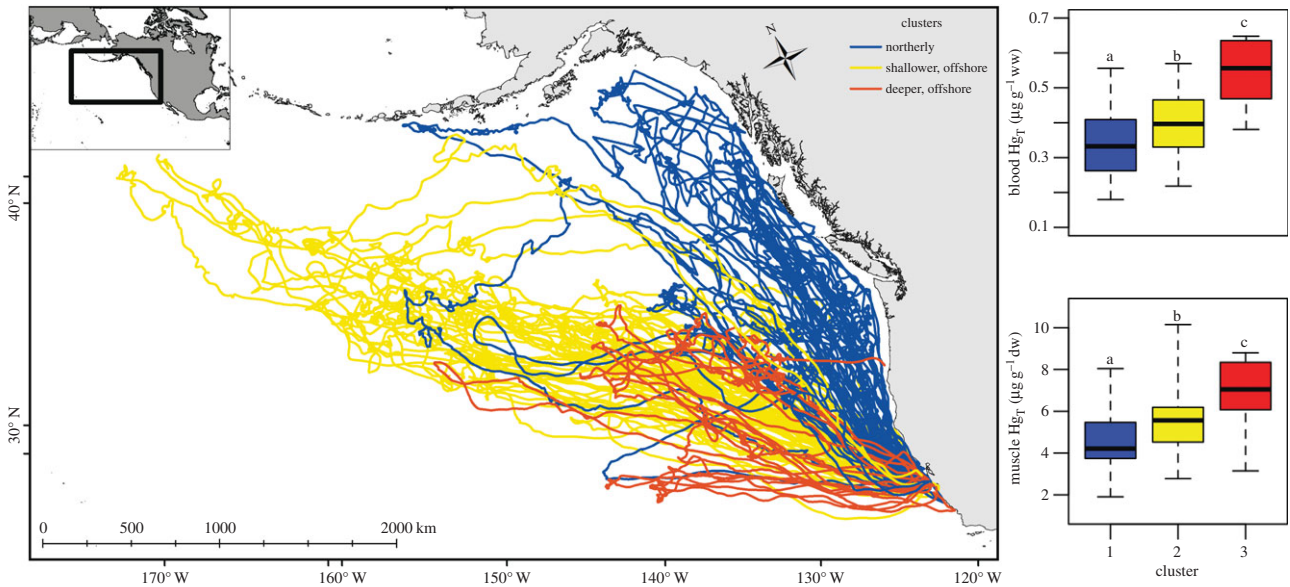 clusters
northerly
shallower, offshore
deeper, offshore
N
40° N
30° N
0 500 1000 2000 km
170° W 160° W 150° W 140° W 130° W 120° W
blood Hg_T (µg g⁻¹ ww)
0.7
0.5
0.3
0.1
a
b
c
muscle Hg_T (µg g⁻¹ dw)
10
8
6
4
2
a
b
c
1 2 3
cluster